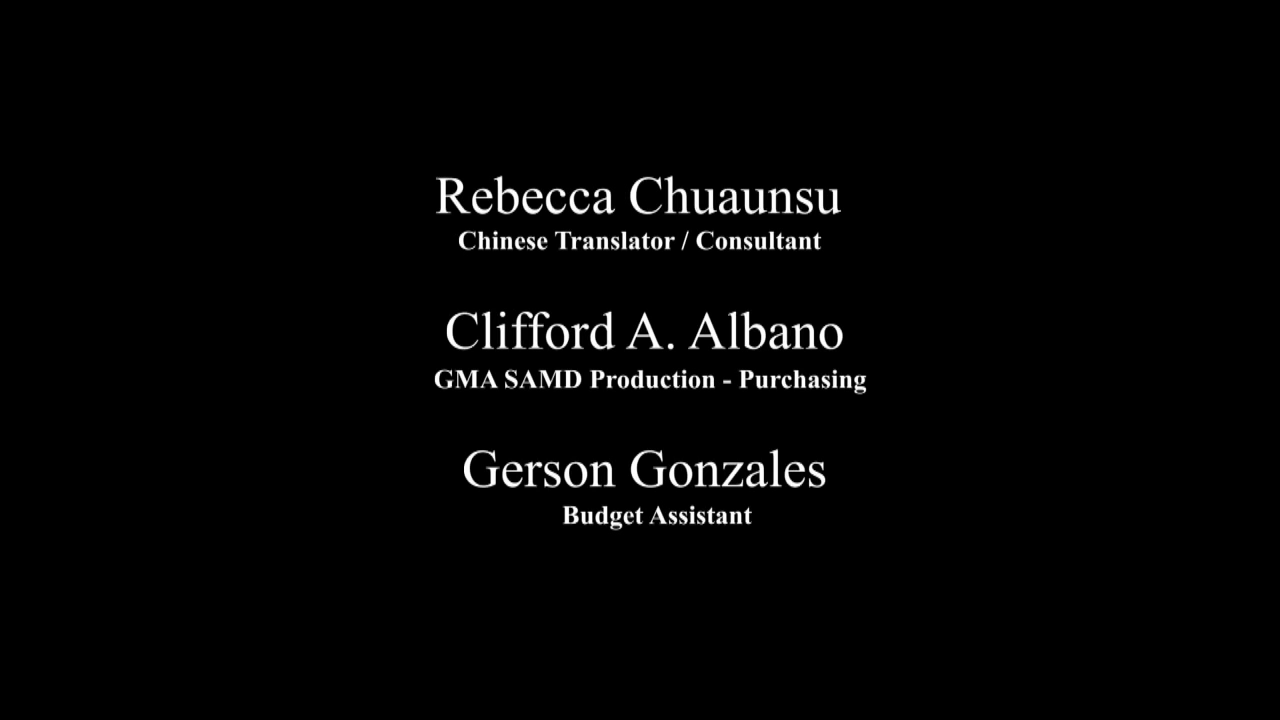 Rebecca Chuaunsu
Chinese Translator / Consultant
Clifford A. Albano
GMA SAMD Production - Purchasing
Gerson Gonzales
Budget Assistant